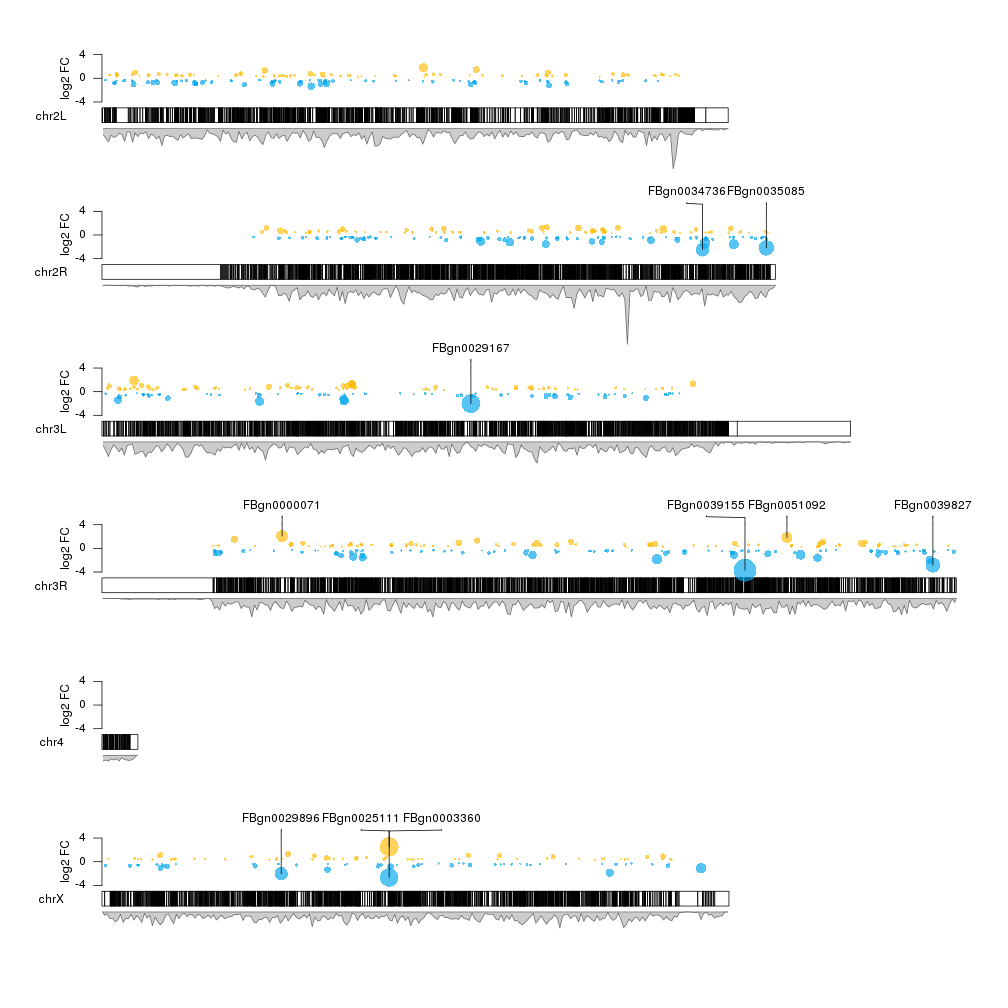 4
0
-4
log2 FC
chr2L
FBgn0034736 FBgn0035085
4
0
-4
log2 FC
chr2R
FBgn0029167
4
0
-4
log2 FC
chr3L
FBgn0000071 FBgn0039155 FBgn0051092 FBgn0039827
4
0
-4
log2 FC
chr3R
4
0
-4
log2 FC
chr4
FBgn0029896 FBgn0025111 FBgn0003360
4
0
-4
log2 FC
chrX